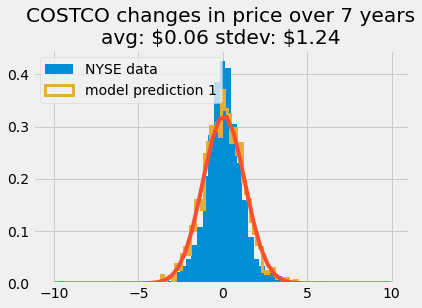 COSTCO changes in price over 7 years
avg: $0.06 stdev: $1.24
NYSE data
model prediction 1
0.4
0.3
0.2
0.1
0.0
−10
−5
0
5
10